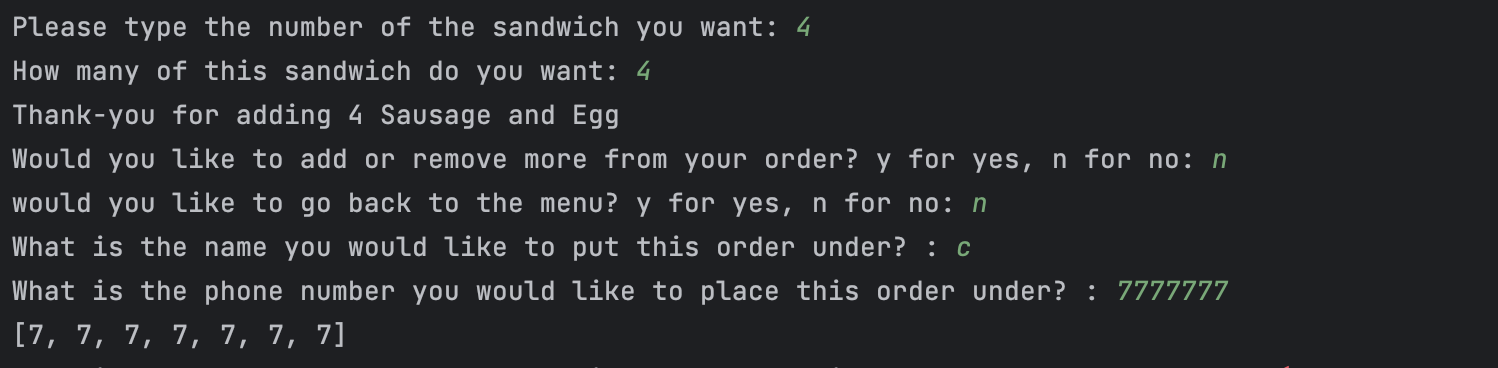 Please type the number of the sandwich you want: 4
How many of this sandwich do you want: 4
Thank-you for adding 4 Sausage and Egg
Would you like to add or remove more from your order? y for yes, n for no: n
would you like to go back to the menu? y for yes, n for no: n
What is the name you would like to put this order under? : c
What is the phone number you would like to place this order under? : 7777777
[7, 7, 7, 7, 7, 7, 7]